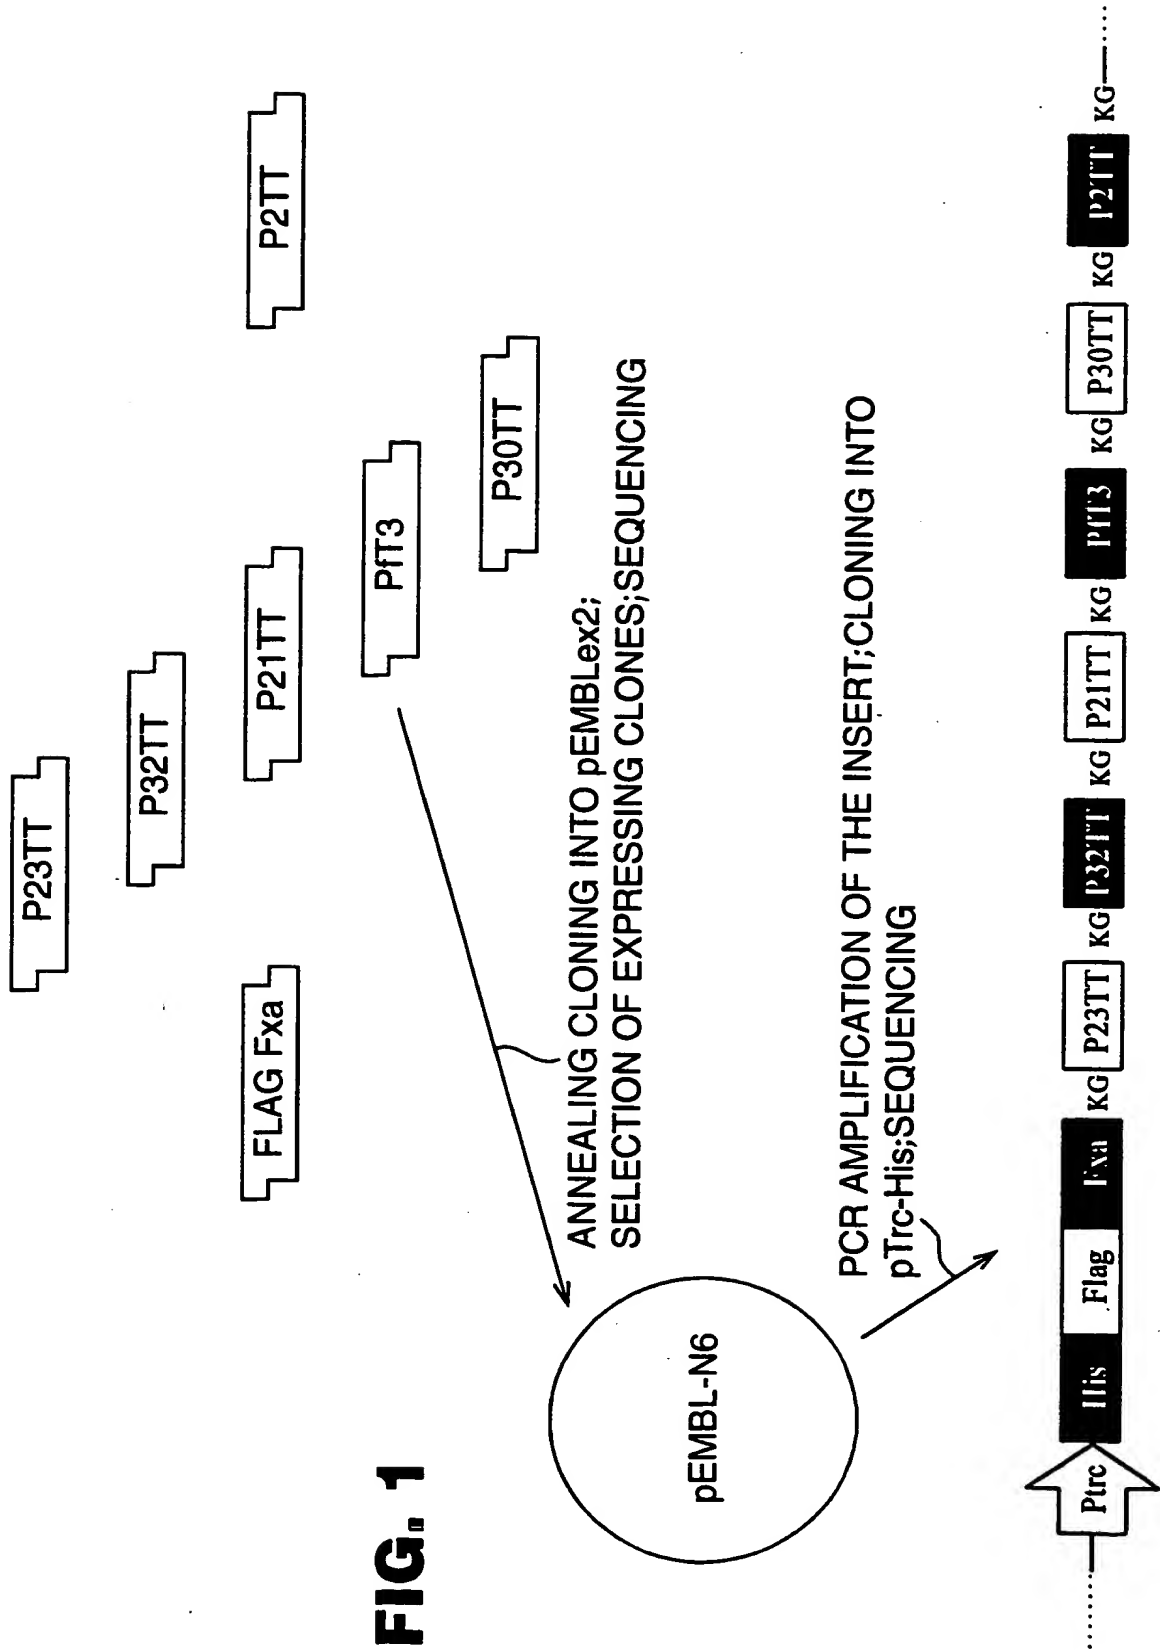 FIG. 1
P23TT
P32TT
FLAG Fxa
P21TT
P2TT
PfT3
P30TT
ANNEALING CLONING INTO pEMBLex2;
SELECTION OF EXPRESSING CLONES;SEQUENCING
pEMBL-N6
PCR AMPLIFICATION OF THE INSERT;CLONING INTO
pTrc-His;SEQUENCING
Ptrc His Flag Fxa KG P23TT KG P32TT KG P21TT KG PfT3 KG P30TT KG P2TT KG